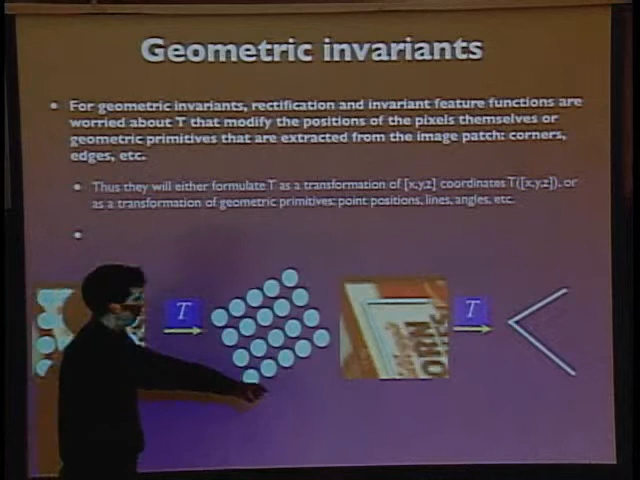 Geometric invariants
• For geometric invariants, rectification and invariant feature functions are
worried about T that modify the positions of the pixels themselves or
geometric primitives that are extracted from the image patch: corners,
edges, etc.
• Thus they will either formulate T as a transformation of [x,y,z] coordinates T([x,y,z]), or
as a transformation of geometric primitives: point positions, lines, angles, etc.
•
T
T